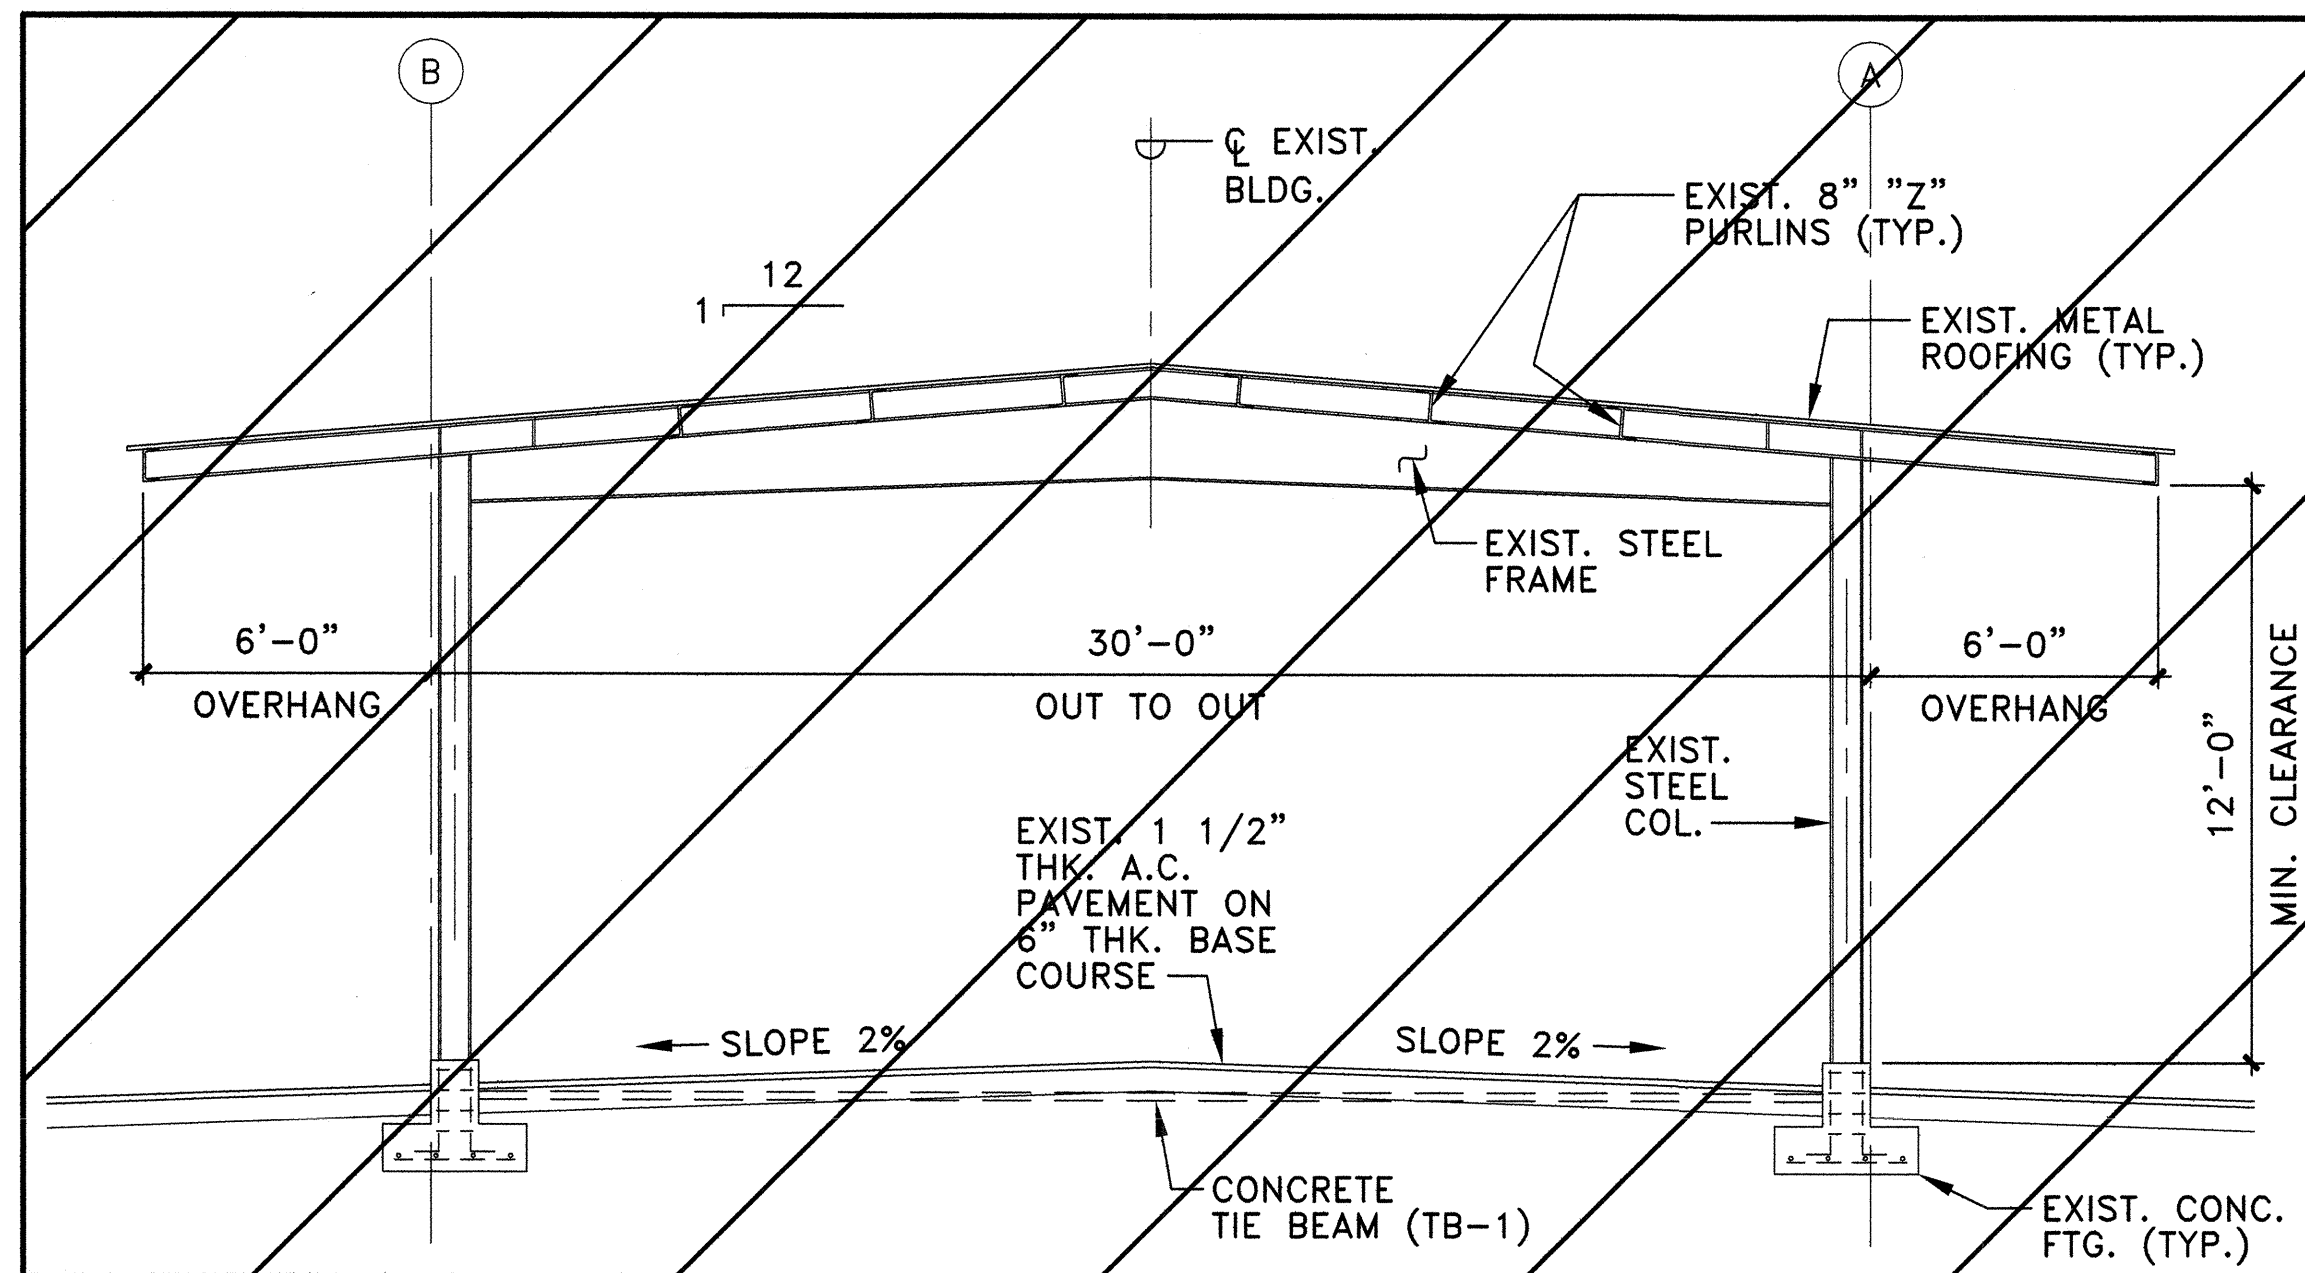 B
A
℄ EXIST.
BLDG.
EXIST. 8" "Z"
PURLINS (TYP.)
12
1
EXIST. METAL
ROOFING (TYP.)
EXIST. STEEL
FRAME
6'-0"
OVERHANG
30'-0"
OUT TO OUT
6'-0"
OVERHANG
12'-0"
MIN. CLEARANCE
EXIST.
STEEL
COL.
EXIST. 1 1/2"
THK. A.C.
PAVEMENT ON
6" THK. BASE
COURSE
SLOPE 2%
SLOPE 2%
CONCRETE
TIE BEAM (TB-1)
EXIST. CONC.
FTG. (TYP.)